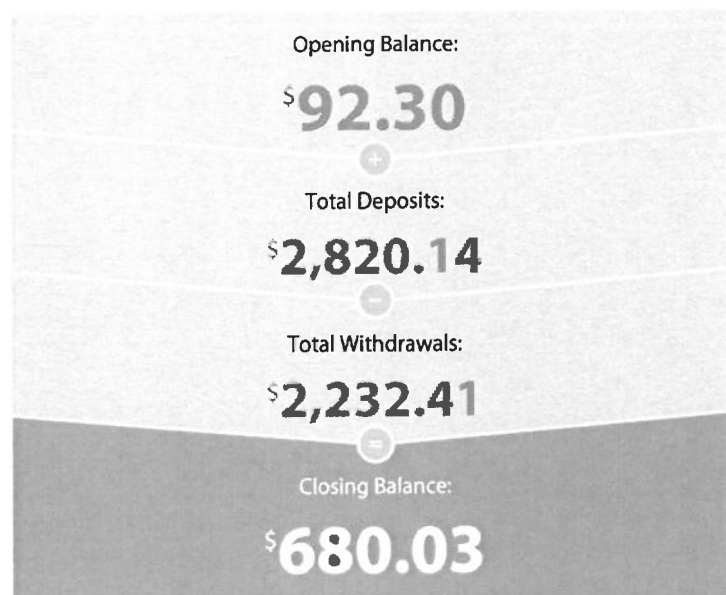 Opening Balance:
$92.30
+
Total Deposits:
$2,820.14
−
Total Withdrawals:
$2,232.41
=
Closing Balance:
$680.03